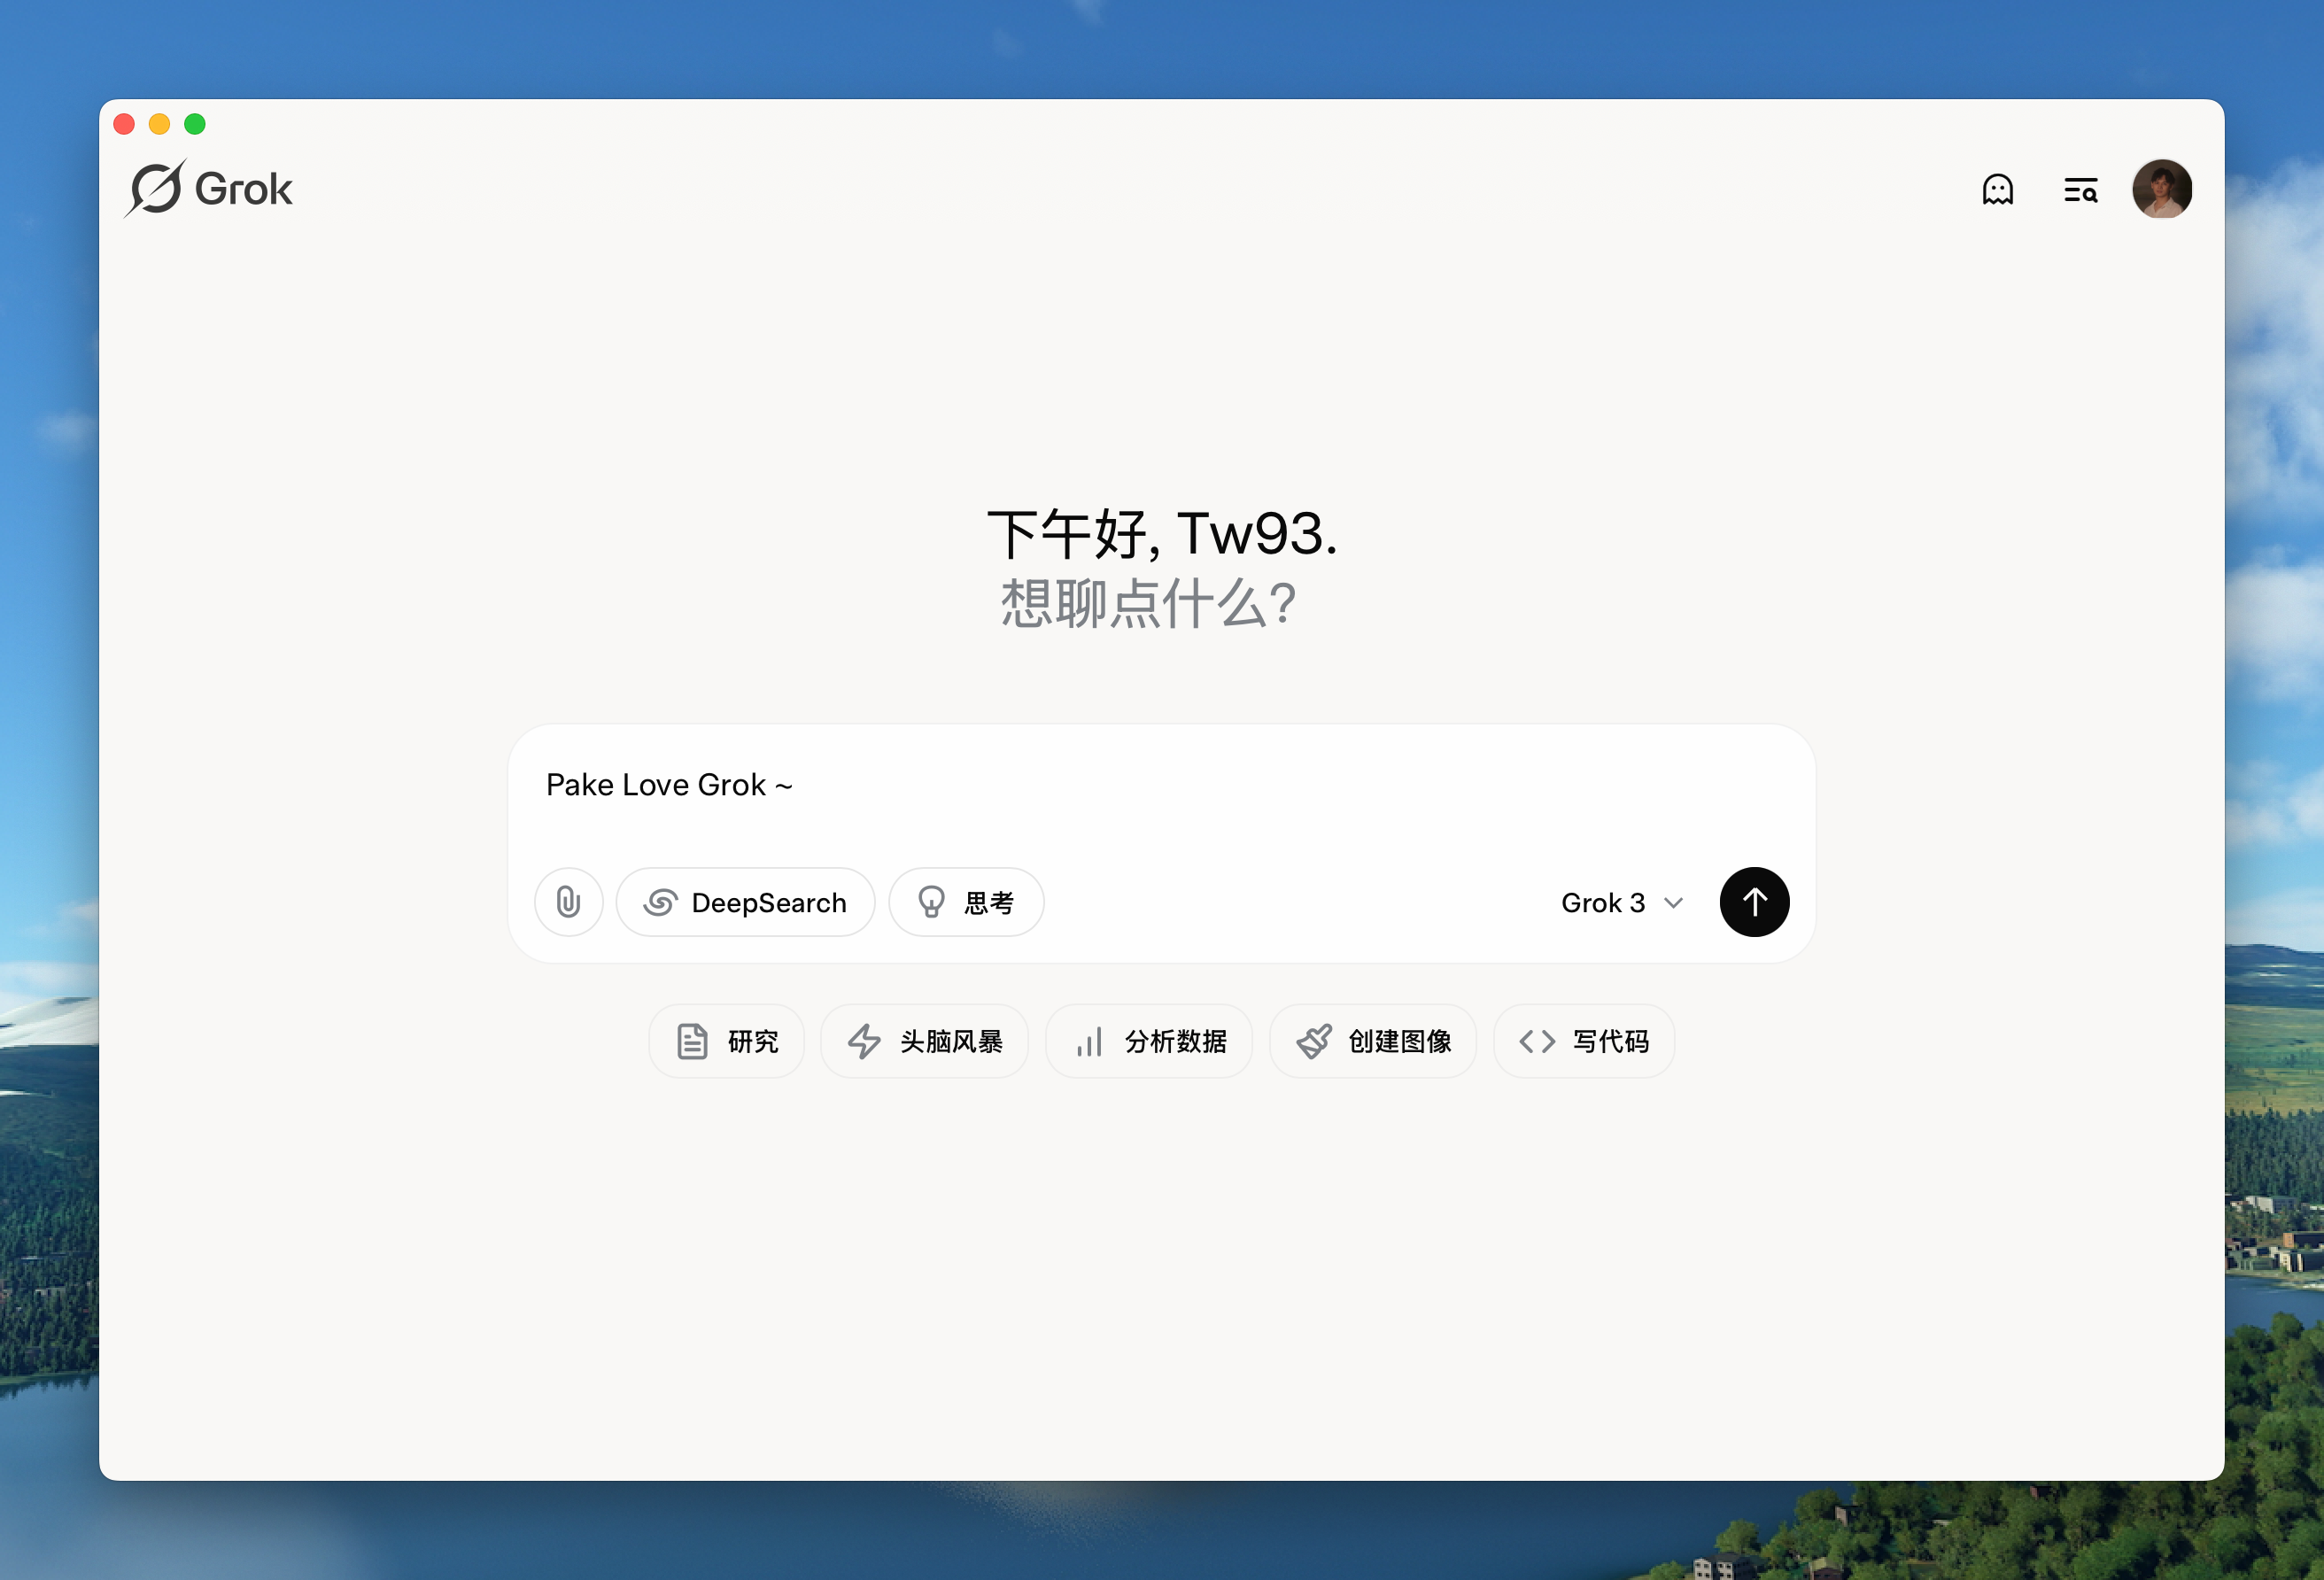 Grok
下午好, Tw93.
想聊点什么?
Pake Love Grok ~
DeepSearch
思考
Grok 3
研究
头脑风暴
分析数据
创建图像
写代码